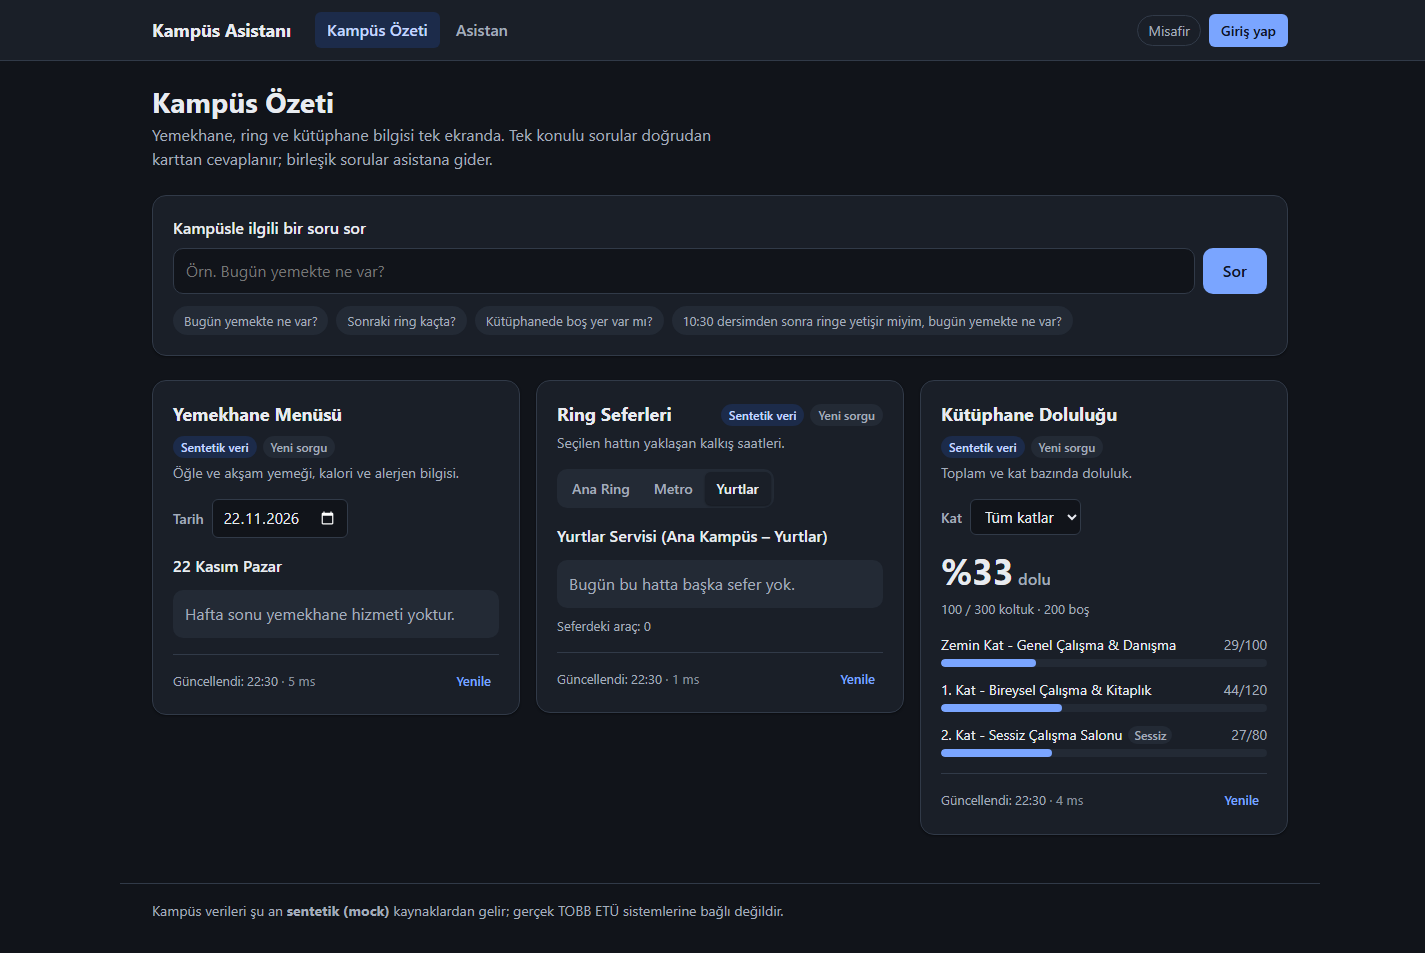 Kampüs Asistanı
Kampüs Özeti
Asistan
Misafir
Giriş yap
Kampüs Özeti
Yemekhane, ring ve kütüphane bilgisi tek ekranda. Tek konulu sorular doğrudan
karttan cevaplanır; birleşik sorular asistana gider.
Kampüsle ilgili bir soru sor
Örn. Bugün yemekte ne var?
Sor
Bugün yemekte ne var?
Sonraki ring kaçta?
Kütüphanede boş yer var mı?
10:30 dersimden sonra ringe yetişir miyim, bugün yemekte ne var?
Yemekhane Menüsü
Sentetik veri
Yeni sorgu
Öğle ve akşam yemeği, kalori ve alerjen bilgisi.
Tarih
22.11.2026
22 Kasım Pazar
Hafta sonu yemekhane hizmeti yoktur.
Güncellendi: 22:30 · 5 ms
Yenile
Ring Seferleri
Sentetik veri
Yeni sorgu
Seçilen hattın yaklaşan kalkış saatleri.
Ana Ring
Metro
Yurtlar
Yurtlar Servisi (Ana Kampüs – Yurtlar)
Bugün bu hatta başka sefer yok.
Seferdeki araç: 0
Güncellendi: 22:30 · 1 ms
Yenile
Kütüphane Doluluğu
Sentetik veri
Yeni sorgu
Toplam ve kat bazında doluluk.
Kat
Tüm katlar
%33 dolu
100 / 300 koltuk · 200 boş
Zemin Kat - Genel Çalışma & Danışma 29/100
1. Kat - Bireysel Çalışma & Kitaplık 44/120
2. Kat - Sessiz Çalışma Salonu Sessiz 27/80
Güncellendi: 22:30 · 4 ms
Yenile
Kampüs verileri şu an sentetik (mock) kaynaklardan gelir; gerçek TOBB ETÜ sistemlerine bağlı değildir.